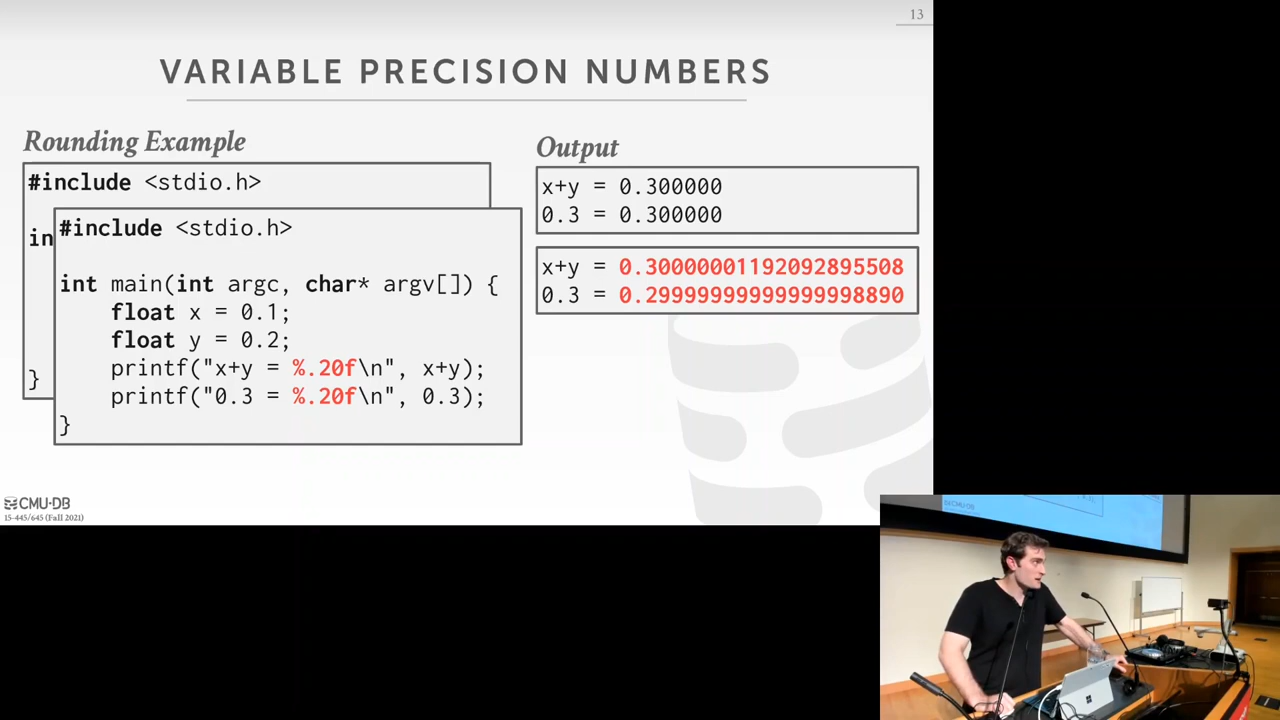 13
VARIABLE PRECISION NUMBERS
Rounding Example
#include <stdio.h>
in
}
#include <stdio.h>
int main(int argc, char* argv[]) {
float x = 0.1;
float y = 0.2;
printf("x+y = %.20f\n", x+y);
printf("0.3 = %.20f\n", 0.3);
}
Output
x+y = 0.300000
0.3 = 0.300000
x+y = 0.30000001192092895508
0.3 = 0.29999999999999998890
CMU·DB
15-445/645 (Fall 2021)
CMU·DB